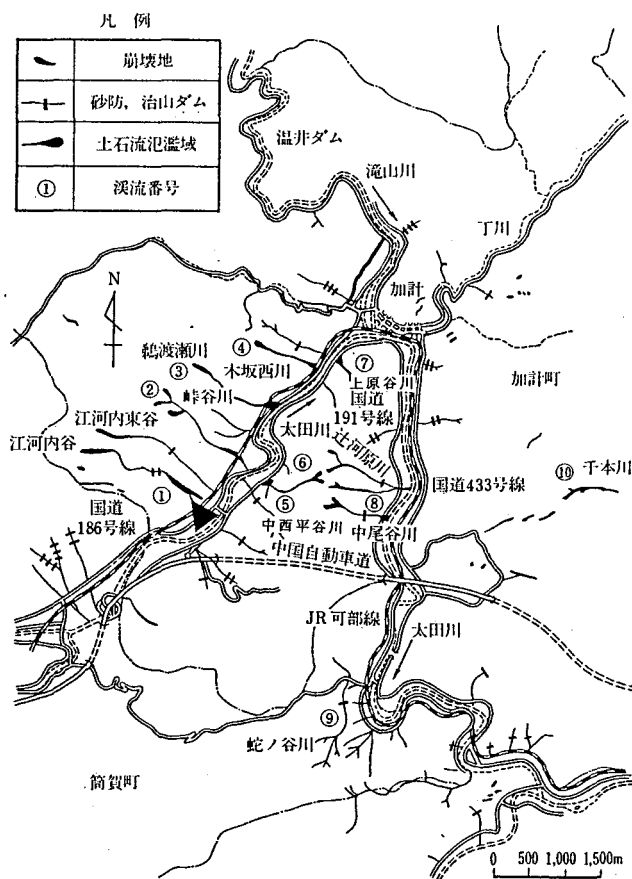 凡例
崩壊地
砂防，治山ダム
土石流氾濫域
① 渓流番号
温井ダム
滝山川
丁川
加計
N
鵜渡瀬川
④
③
木坂西川
⑦
加計町
②
峠谷川
上原谷川
国道
191号線
江河内東谷
太田川
辻河原川
江河内谷
⑥
⑩ 千本川
国道433号線
①
⑤
⑧
国道
186号線
中西平谷川
中尾谷川
中国自動車道
JR可部線
太田川
⑨
蛇ノ谷川
筒賀町
0 500 1,000 1,500m